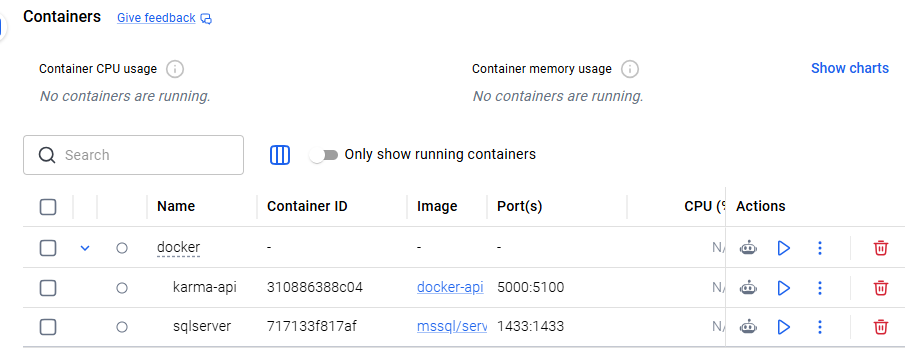 Containers Give feedback
Container CPU usage Container memory usage Show charts
No containers are running. No containers are running.
Search Only show running containers
Name Container ID Image Port(s) CPU (% Actions
docker - - - N/
karma-api 310886388c04 docker-api 5000:5100 N/
sqlserver 717133f817af mssql/serv 1433:1433 N/